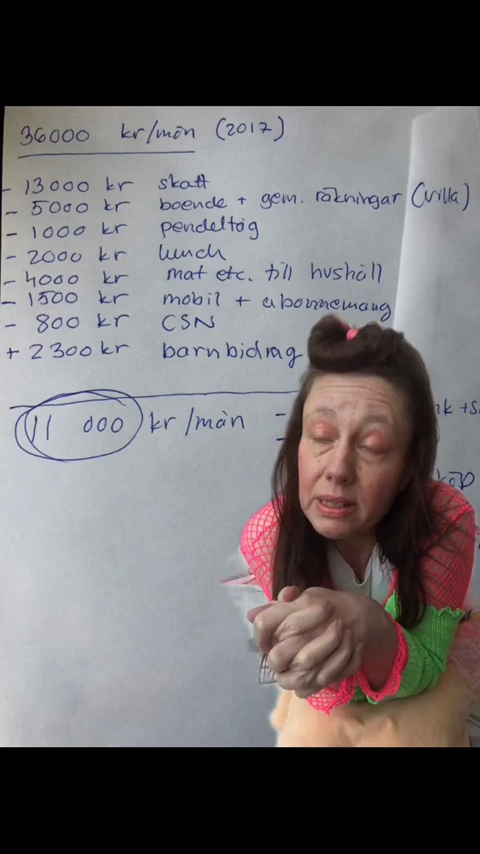 36000 kr/mån (2017)
- 13000 kr skatt
- 5000 kr boende + gem. räkningar (villa)
- 1000 kr pendeltåg
- 2000 kr lunch
- 4000 kr mat etc. till hushåll
- 1500 kr mobil + abonnemang
- 800 kr CSN
+ 2300 kr barnbidrag
11 000 kr/mån =